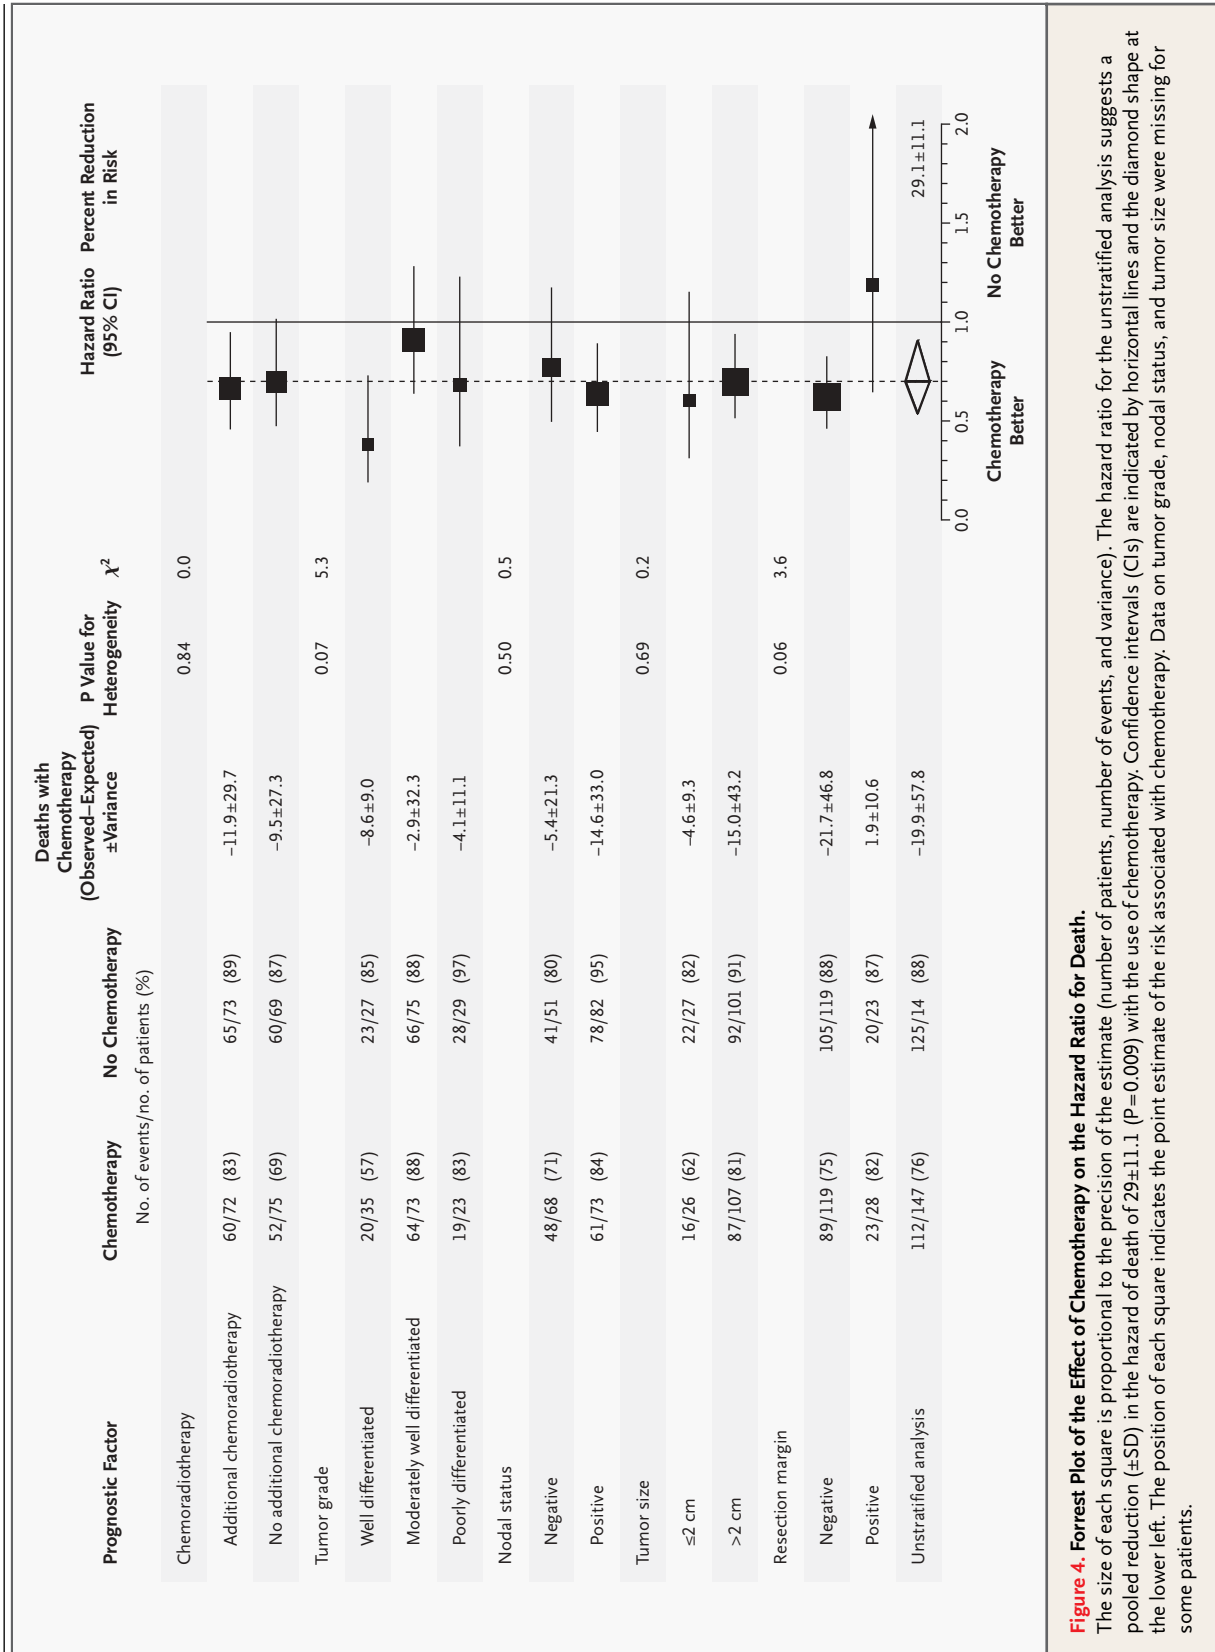 Prognostic Factor Chemotherapy No Chemotherapy Deaths with Chemotherapy (Observed–Expected) ±Variance P Value for Heterogeneity χ² Hazard Ratio (95% CI) Percent Reduction in Risk
No. of events/no. of patients (%)
Chemoradiotherapy 0.84 0.0
Additional chemoradiotherapy 60/72 (83) 65/73 (89) −11.9±29.7
No additional chemoradiotherapy 52/75 (69) 60/69 (87) −9.5±27.3
Tumor grade 0.07 5.3
Well differentiated 20/35 (57) 23/27 (85) −8.6±9.0
Moderately well differentiated 64/73 (88) 66/75 (88) −2.9±32.3
Poorly differentiated 19/23 (83) 28/29 (97) −4.1±11.1
Nodal status 0.50 0.5
Negative 48/68 (71) 41/51 (80) −5.4±21.3
Positive 61/73 (84) 78/82 (95) −14.6±33.0
Tumor size 0.69 0.2
≤2 cm 16/26 (62) 22/27 (82) −4.6±9.3
>2 cm 87/107 (81) 92/101 (91) −15.0±43.2
Resection margin 0.06 3.6
Negative 89/119 (75) 105/119 (88) −21.7±46.8
Positive 23/28 (82) 20/23 (87) 1.9±10.6
Unstratified analysis 112/147 (76) 125/14 (88) −19.9±57.8 29.1±11.1
0.0 0.5 1.0 1.5 2.0
Chemotherapy Better No Chemotherapy Better
Figure 4. Forrest Plot of the Effect of Chemotherapy on the Hazard Ratio for Death.
The size of each square is proportional to the precision of the estimate (number of patients, number of events, and variance). The hazard ratio for the unstratified analysis suggests a
pooled reduction (±SD) in the hazard of death of 29±11.1 (P=0.009) with the use of chemotherapy. Confidence intervals (CIs) are indicated by horizontal lines and the diamond shape at
the lower left. The position of each square indicates the point estimate of the risk associated with chemotherapy. Data on tumor grade, nodal status, and tumor size were missing for
some patients.